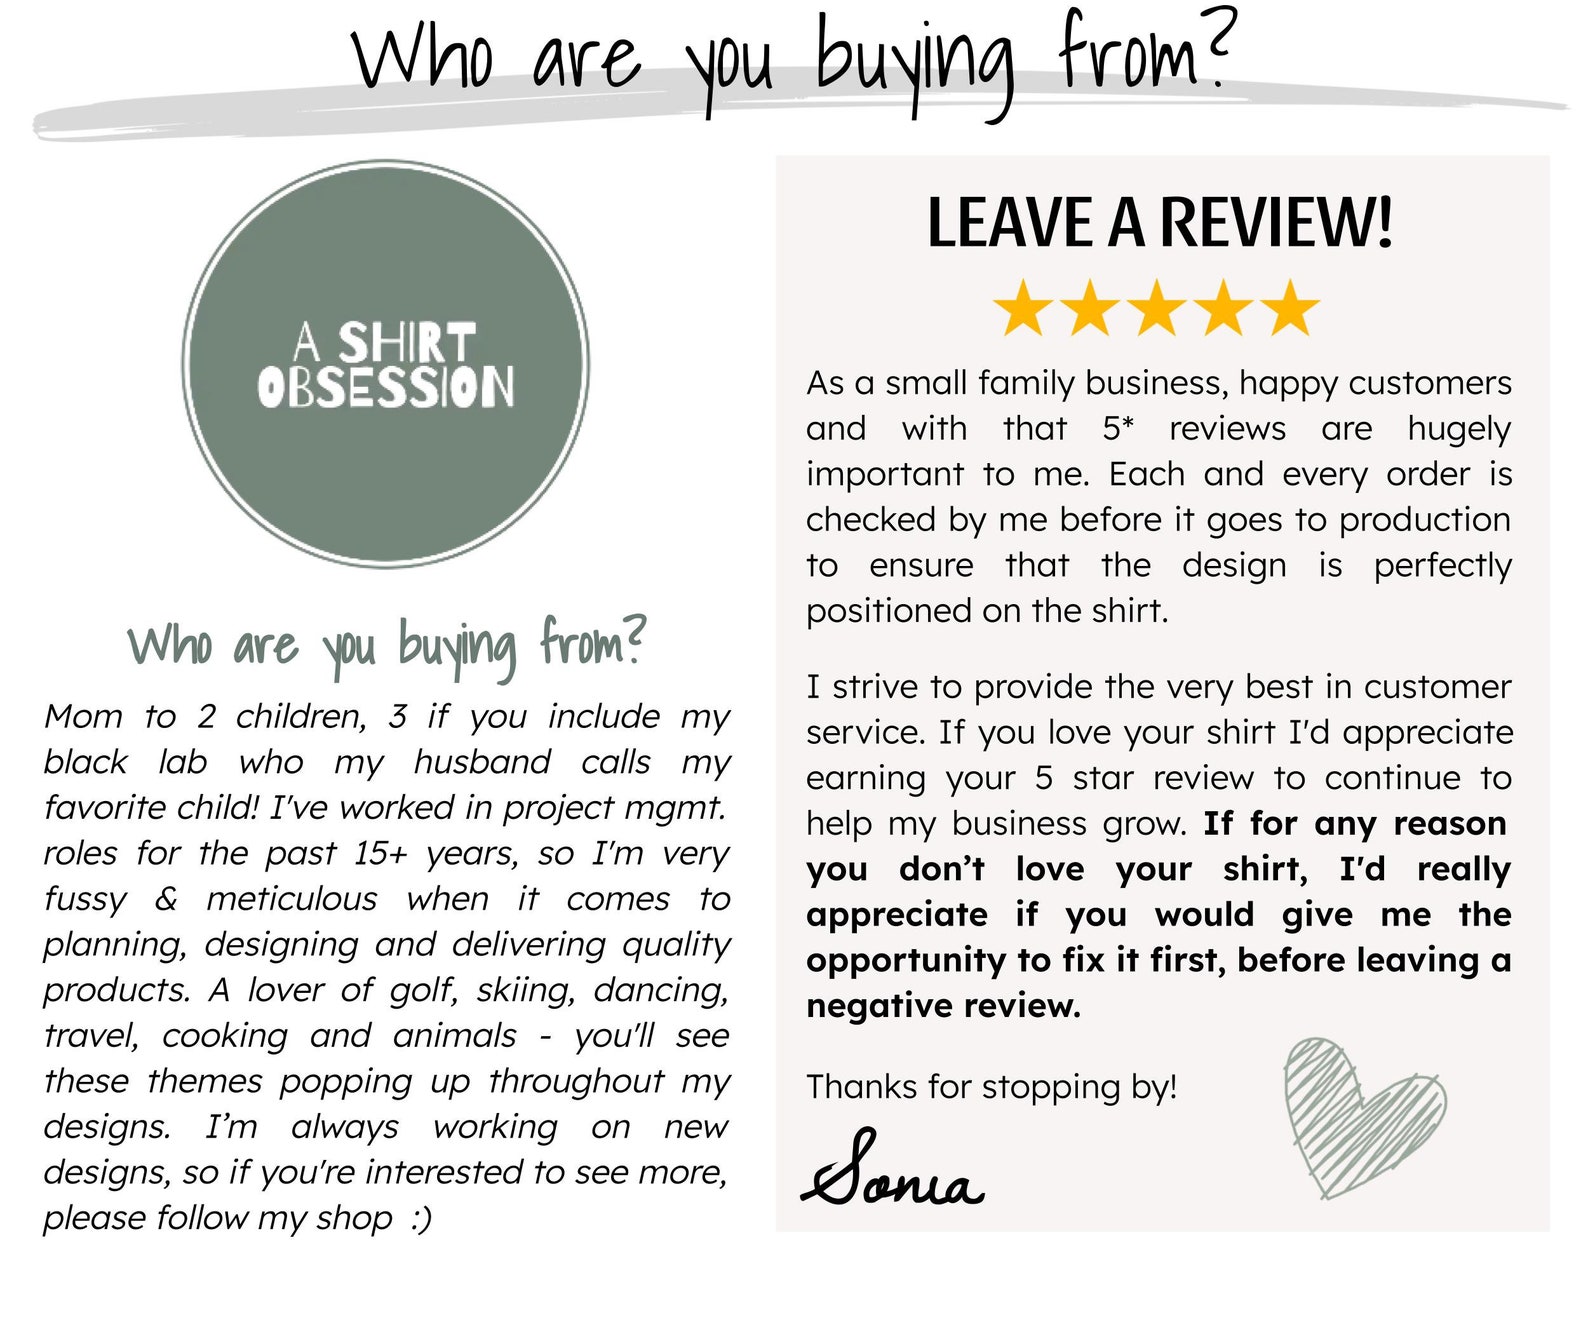 Who are you buying from?
A SHIRT
OBSESSION
Who are you buying from?
Mom to 2 children, 3 if you include my
black lab who my husband calls my
favorite child! I've worked in project mgmt.
roles for the past 15+ years, so I'm very
fussy & meticulous when it comes to
planning, designing and delivering quality
products. A lover of golf, skiing, dancing,
travel, cooking and animals - you'll see
these themes popping up throughout my
designs. I’m always working on new
designs, so if you're interested to see more,
please follow my shop :)
LEAVE A REVIEW!
As a small family business, happy customers
and with that 5* reviews are hugely
important to me. Each and every order is
checked by me before it goes to production
to ensure that the design is perfectly
positioned on the shirt.
I strive to provide the very best in customer
service. If you love your shirt I'd appreciate
earning your 5 star review to continue to
help my business grow. If for any reason
you don’t love your shirt, I'd really
appreciate if you would give me the
opportunity to fix it first, before leaving a
negative review.
Thanks for stopping by!
Sonia